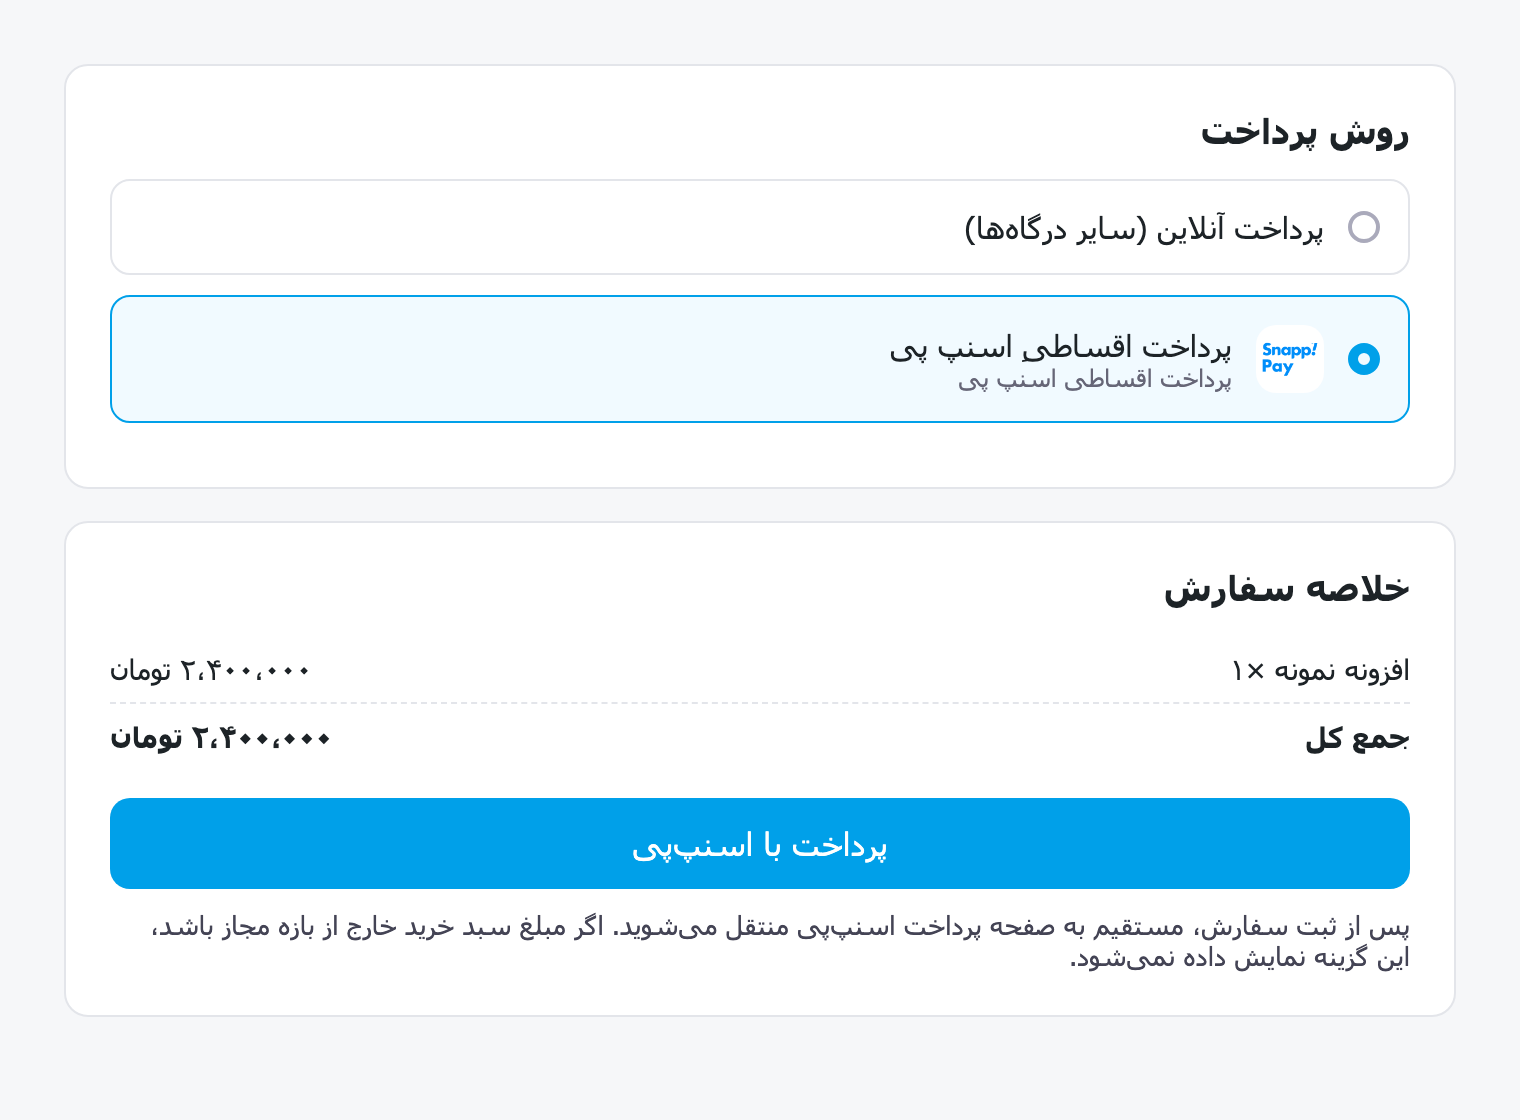 روش پرداخت
پرداخت آنلاین (سایر درگاه‌ها)
Snapp!
Pay
پرداخت اقساطی اسنپ پی
پرداخت اقساطی اسنپ پی
خلاصه سفارش
افزونه نمونه ×۱
۲،۴۰۰،۰۰۰ تومان
جمع کل
۲،۴۰۰،۰۰۰ تومان
پرداخت با اسنپ‌پی
پس از ثبت سفارش، مستقیم به صفحه پرداخت اسنپ‌پی منتقل می‌شوید. اگر مبلغ سبد خرید خارج از بازه مجاز باشد،
این گزینه نمایش داده نمی‌شود.